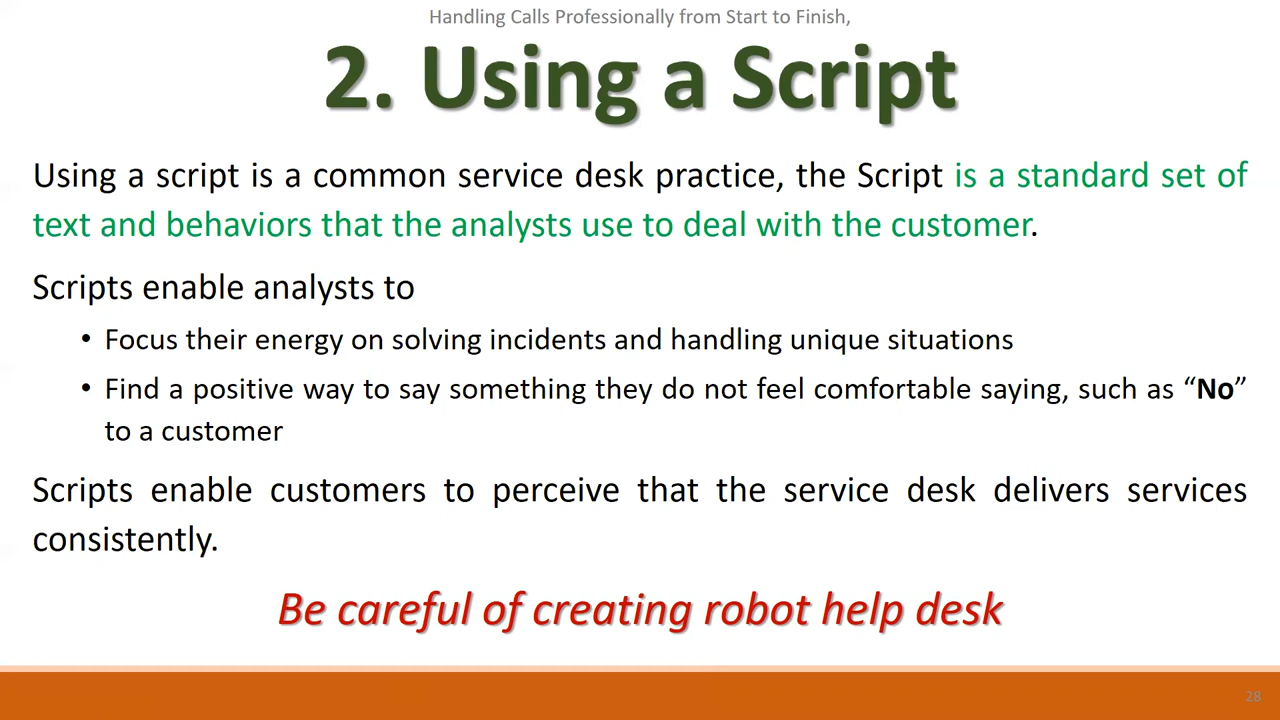 Handling Calls Professionally from Start to Finish,
2. Using a Script
Using a script is a common service desk practice, the Script is a standard set of
text and behaviors that the analysts use to deal with the customer.
Scripts enable analysts to
• Focus their energy on solving incidents and handling unique situations
• Find a positive way to say something they do not feel comfortable saying, such as “No”
to a customer
Scripts enable customers to perceive that the service desk delivers services
consistently.
Be careful of creating robot help desk
28